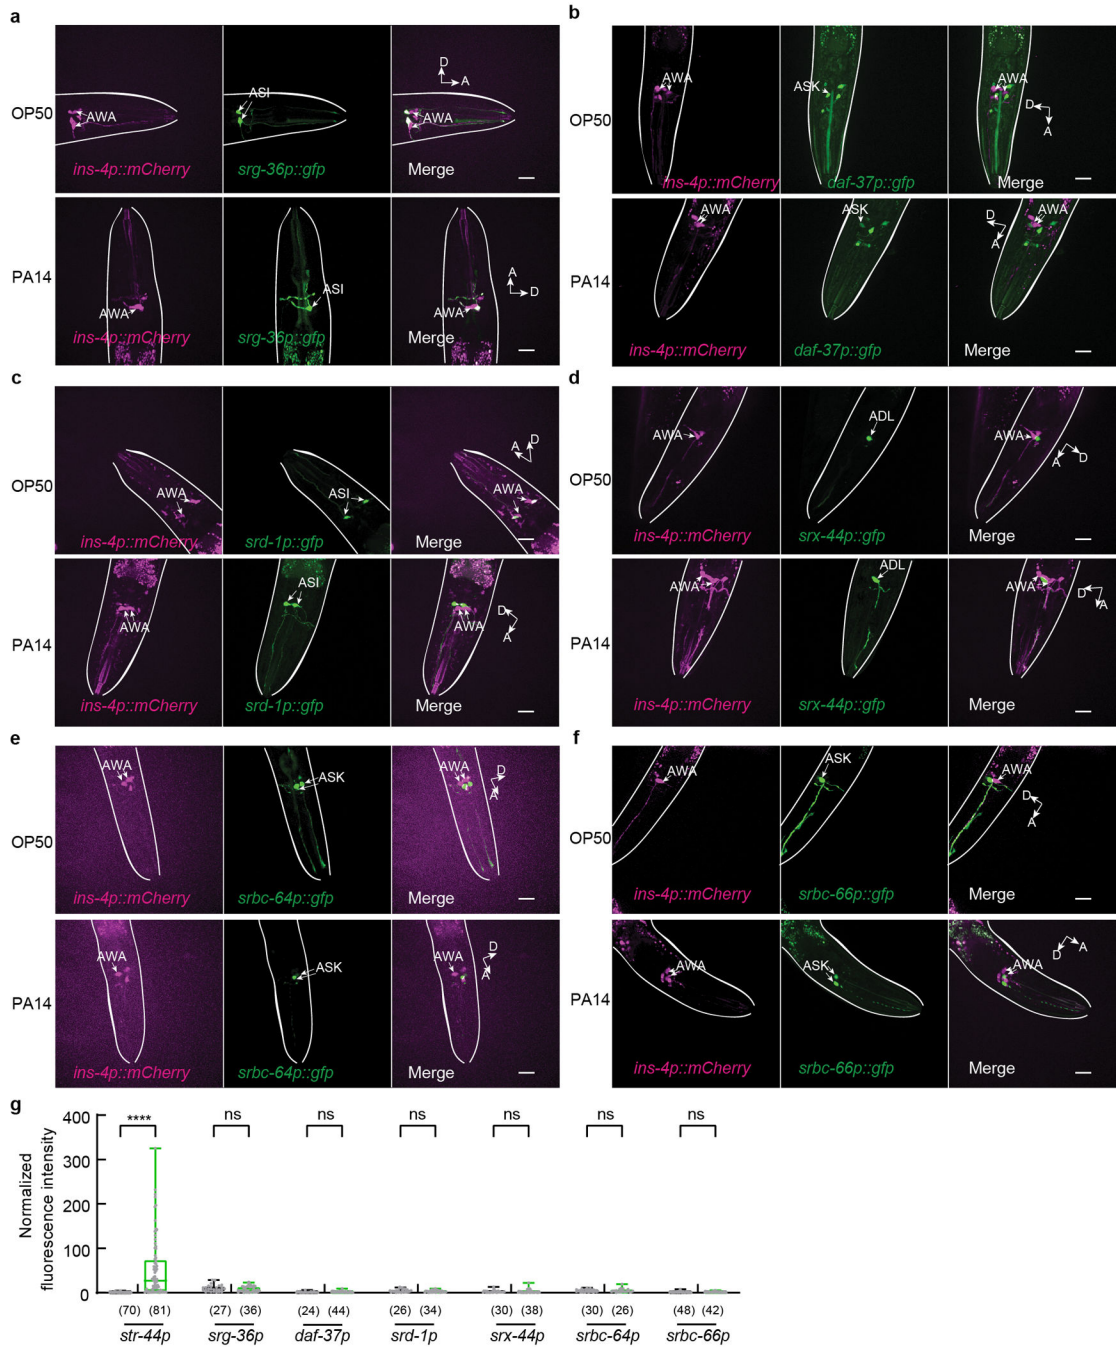 a
OP50
AWA
ins-4p::mCherry
ASI
srg-36p::gfp
D
A
AWA
Merge
PA14
AWA
ins-4p::mCherry
ASI
srg-36p::gfp
A
D
AWA
Merge
b
OP50
AWA
ins-4p::mCherry
ASK
daf-37p::gfp
AWA
D
A
Merge
PA14
AWA
ins-4p::mCherry
ASK
daf-37p::gfp
D
A
AWA
Merge
c
OP50
AWA
ins-4p::mCherry
ASI
srd-1p::gfp
A
D
AWA
Merge
PA14
AWA
ins-4p::mCherry
ASI
srd-1p::gfp
D
A
AWA
Merge
d
OP50
AWA
ins-4p::mCherry
ADL
srx-44p::gfp
AWA
A
D
Merge
PA14
AWA
ins-4p::mCherry
ADL
srx-44p::gfp
AWA
D
A
Merge
e
OP50
AWA
ins-4p::mCherry
ASK
srbc-64p::gfp
AWA
D
A
Merge
PA14
AWA
ins-4p::mCherry
ASK
srbc-64p::gfp
AWA
D
A
Merge
f
OP50
AWA
ins-4p::mCherry
ASK
srbc-66p::gfp
AWA
D
A
Merge
PA14
AWA
ins-4p::mCherry
ASK
srbc-66p::gfp
D
A
AWA
Merge
g
Normalized
fluorescence intensity
400
300
200
100
0
**** ns ns ns ns ns ns
(70) (81) (27) (36) (24) (44) (26) (34) (30) (38) (30) (26) (48) (42)
str-44p srg-36p daf-37p srd-1p srx-44p srbc-64p srbc-66p